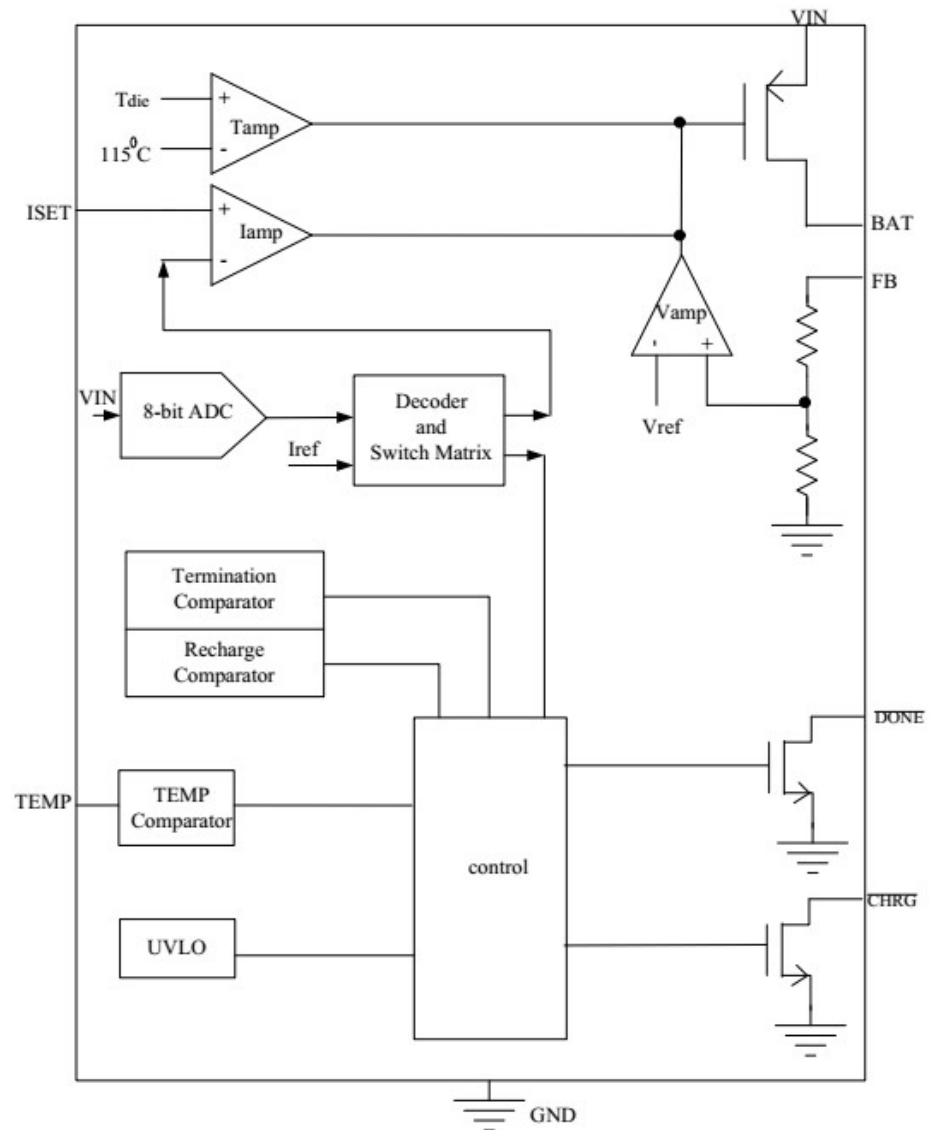 VIN
Tdie
+
Tamp
115⁰C
-
ISET
+
Iamp
-
BAT
FB
Vamp
-
+
VIN
8-bit ADC
Decoder
and
Switch Matrix
Iref
Vref
Termination
Comparator
Recharge
Comparator
DONE
TEMP
TEMP
Comparator
control
CHRG
UVLO
GND